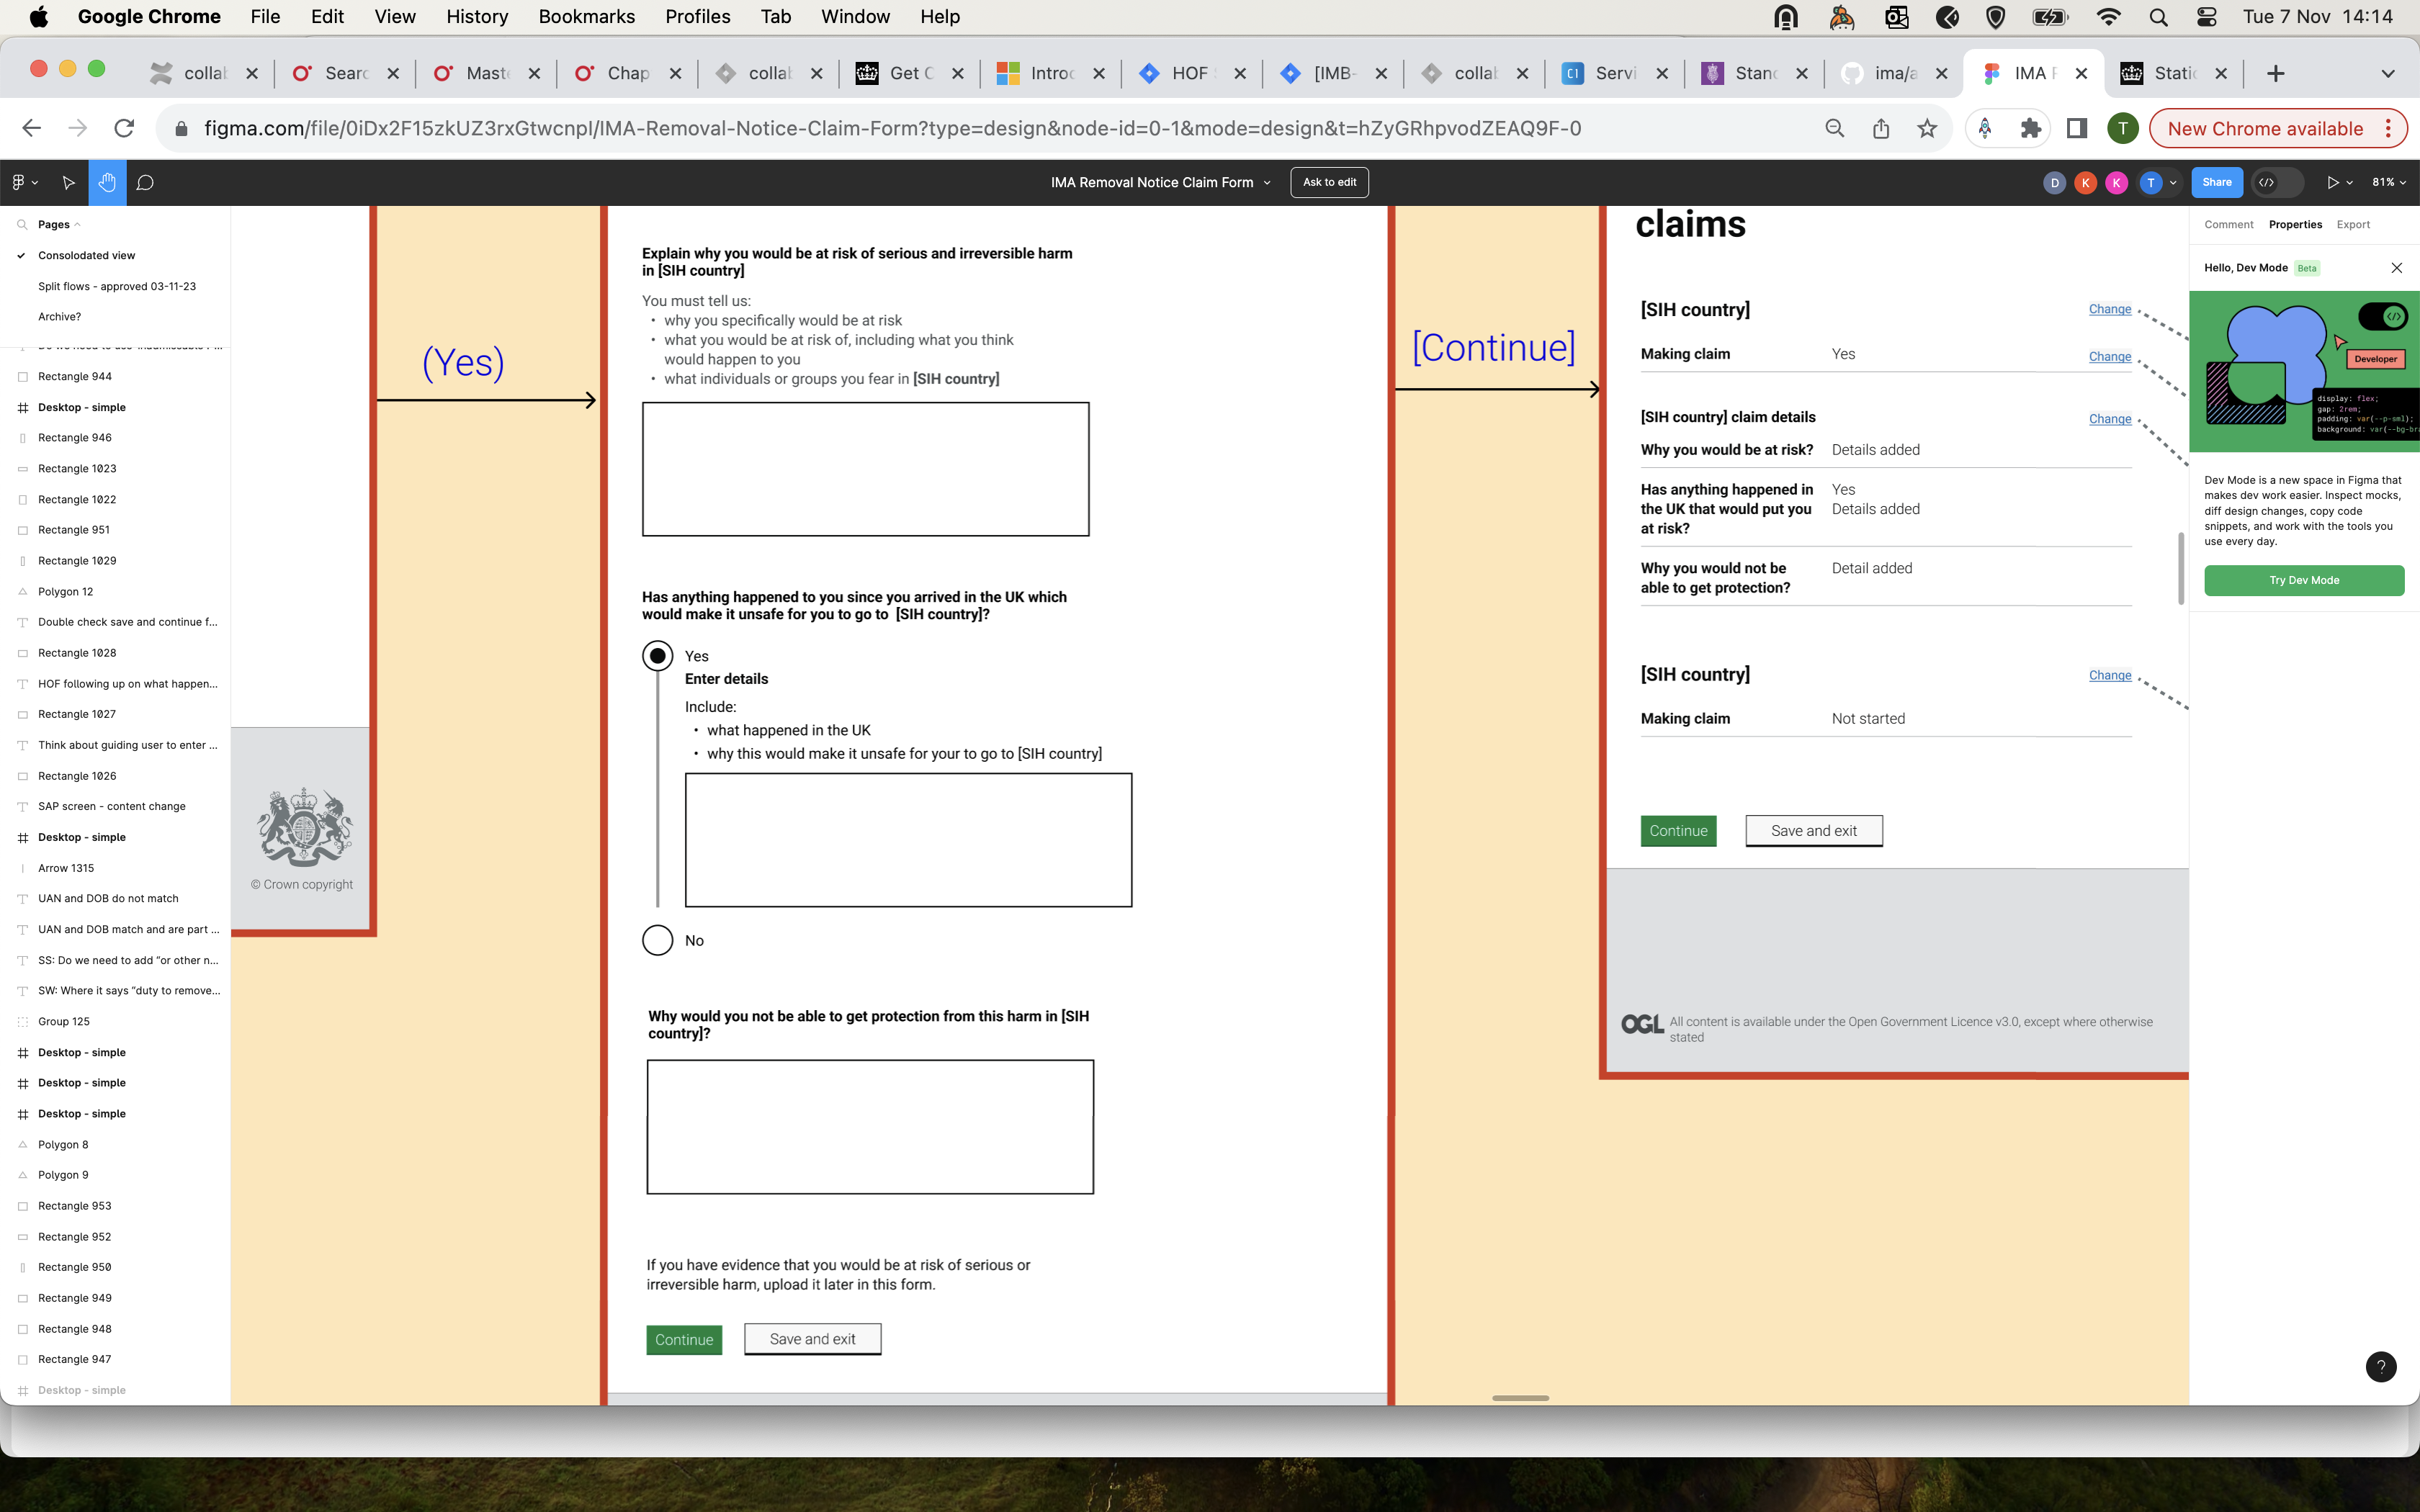 Google Chrome File Edit View History Bookmarks Profiles Tab Window Help Tue 7 Nov 14:14
collab Searc Maste Chap collab Get C Introd HOF [IMB- collab Servi Stand ima/a IMA F Static
figma.com/file/0iDx2F15zkUZ3rxGtwcnpI/IMA-Removal-Notice-Claim-Form?type=design&node-id=0-1&mode=design&t=hZyGRhpvodZEAQ9F-0
T New Chrome available
IMA Removal Notice Claim Form Ask to edit D K K T Share 81%
Pages
Consolodated view
Split flows - approved 03-11-23
Archive?
Rectangle 944
Desktop - simple
Rectangle 946
Rectangle 1023
Rectangle 1022
Rectangle 951
Rectangle 1029
Polygon 12
Double check save and continue f...
Rectangle 1028
HOF following up on what happen...
Rectangle 1027
Think about guiding user to enter ...
Rectangle 1026
SAP screen - content change
Desktop - simple
Arrow 1315
UAN and DOB do not match
UAN and DOB match and are part ...
SS: Do we need to add “or other n...
SW: Where it says “duty to remove...
Group 125
Desktop - simple
Desktop - simple
Desktop - simple
Polygon 8
Polygon 9
Rectangle 953
Rectangle 952
Rectangle 950
Rectangle 949
Rectangle 948
Rectangle 947
Desktop - simple
© Crown copyright
(Yes)
Explain why you would be at risk of serious and irreversible harm
in [SIH country]
You must tell us:
• why you specifically would be at risk
• what you would be at risk of, including what you think
would happen to you
• what individuals or groups you fear in [SIH country]
Has anything happened to you since you arrived in the UK which
would make it unsafe for you to go to [SIH country]?
Yes
Enter details
Include:
• what happened in the UK
• why this would make it unsafe for your to go to [SIH country]
No
Why would you not be able to get protection from this harm in [SIH
country]?
If you have evidence that you would be at risk of serious or
irreversible harm, upload it later in this form.
Continue Save and exit
[Continue]
claims
[SIH country] Change
Making claim Yes Change
[SIH country] claim details Change
Why you would be at risk? Details added
Has anything happened in Yes
the UK that would put you Details added
at risk?
Why you would not be Detail added
able to get protection?
[SIH country] Change
Making claim Not started
Continue Save and exit
OGL All content is available under the Open Government Licence v3.0, except where otherwise
stated
Comment Properties Export
Hello, Dev Mode Beta
Developer
display: flex;
gap: 2rem;
padding: var(--p-sml);
background: var(--bg-bra
Dev Mode is a new space in Figma that
makes dev work easier. Inspect mocks,
diff design changes, copy code
snippets, and work with the tools you
use every day.
Try Dev Mode
?